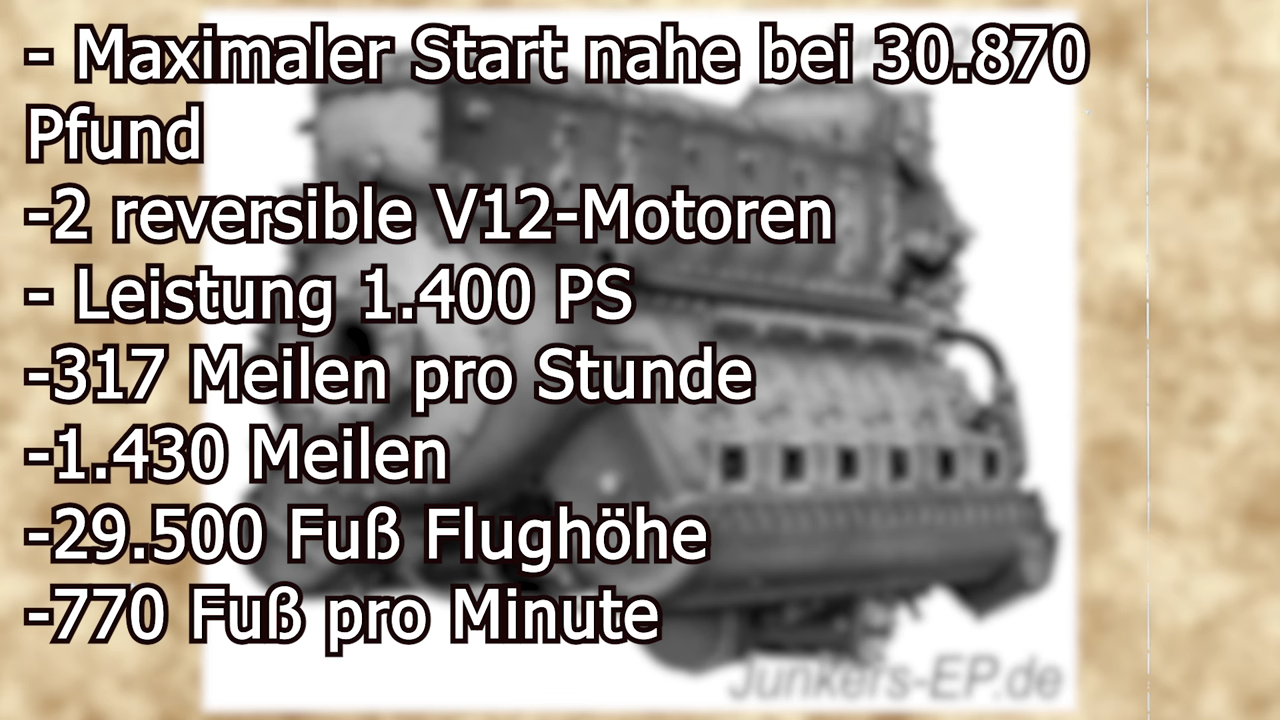 - Maximaler Start nahe bei 30.870
Pfund
-2 reversible V12-Motoren
- Leistung 1.400 PS
-317 Meilen pro Stunde
-1.430 Meilen
-29.500 Fuß Flughöhe
-770 Fuß pro Minute
Junkers-EP.de